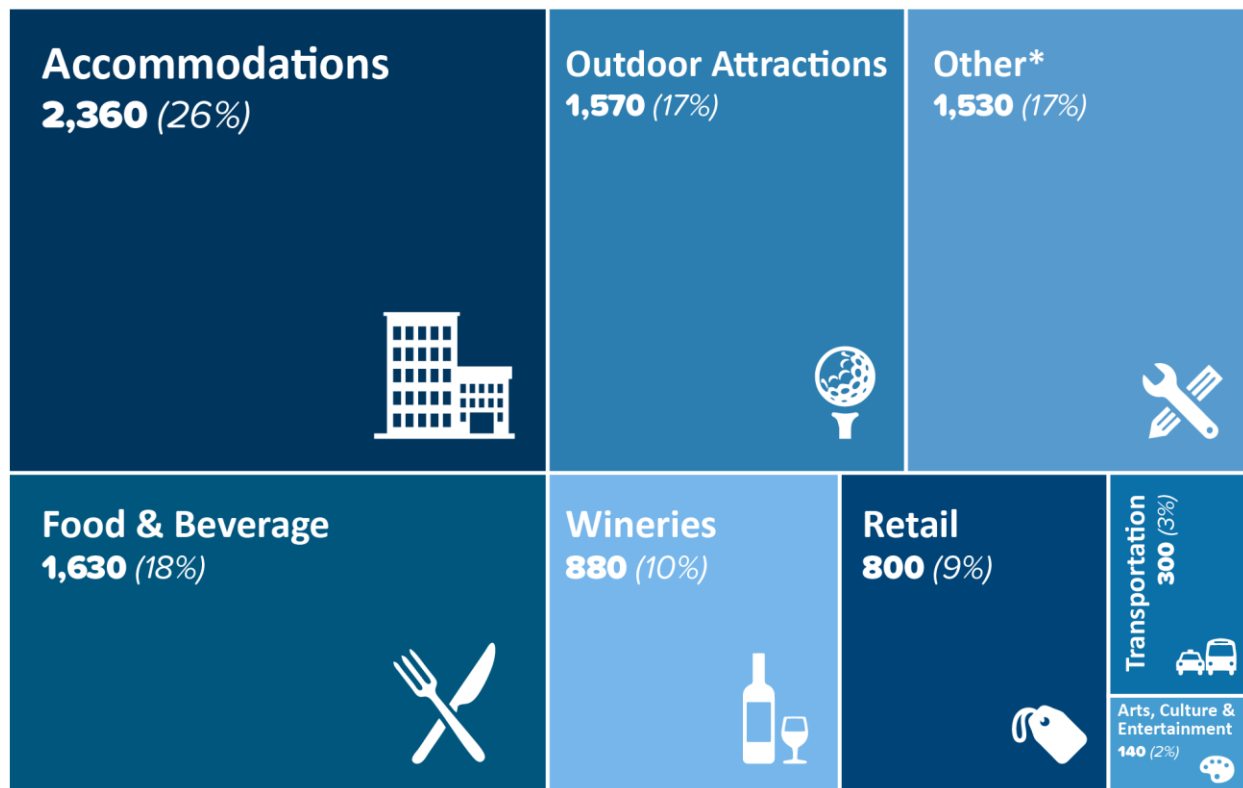 Accommodations
2,360 (26%)
Outdoor Attractions
1,570 (17%)
Other*
1,530 (17%)
Food & Beverage
1,630 (18%)
Wineries
880 (10%)
Retail
800 (9%)
Transportation
300 (3%)
Arts, Culture &
Entertainment
140 (2%)